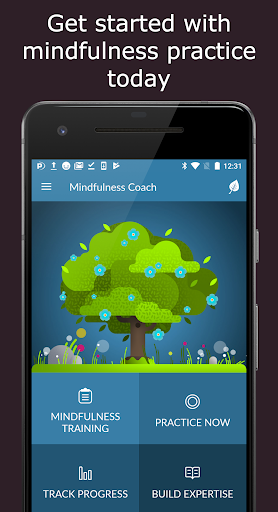 Get started with
mindfulness practice
today
12:31
Mindfulness Coach
MINDFULNESS
TRAINING
PRACTICE NOW
TRACK PROGRESS
BUILD EXPERTISE